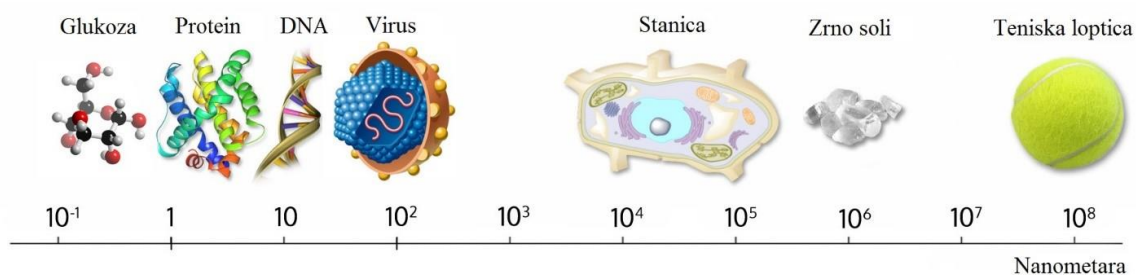 Glukoza Protein DNA Virus Stanica Zrno soli Teniska loptica
10⁻¹ 1 10 10² 10³ 10⁴ 10⁵ 10⁶ 10⁷ 10⁸
Nanometara